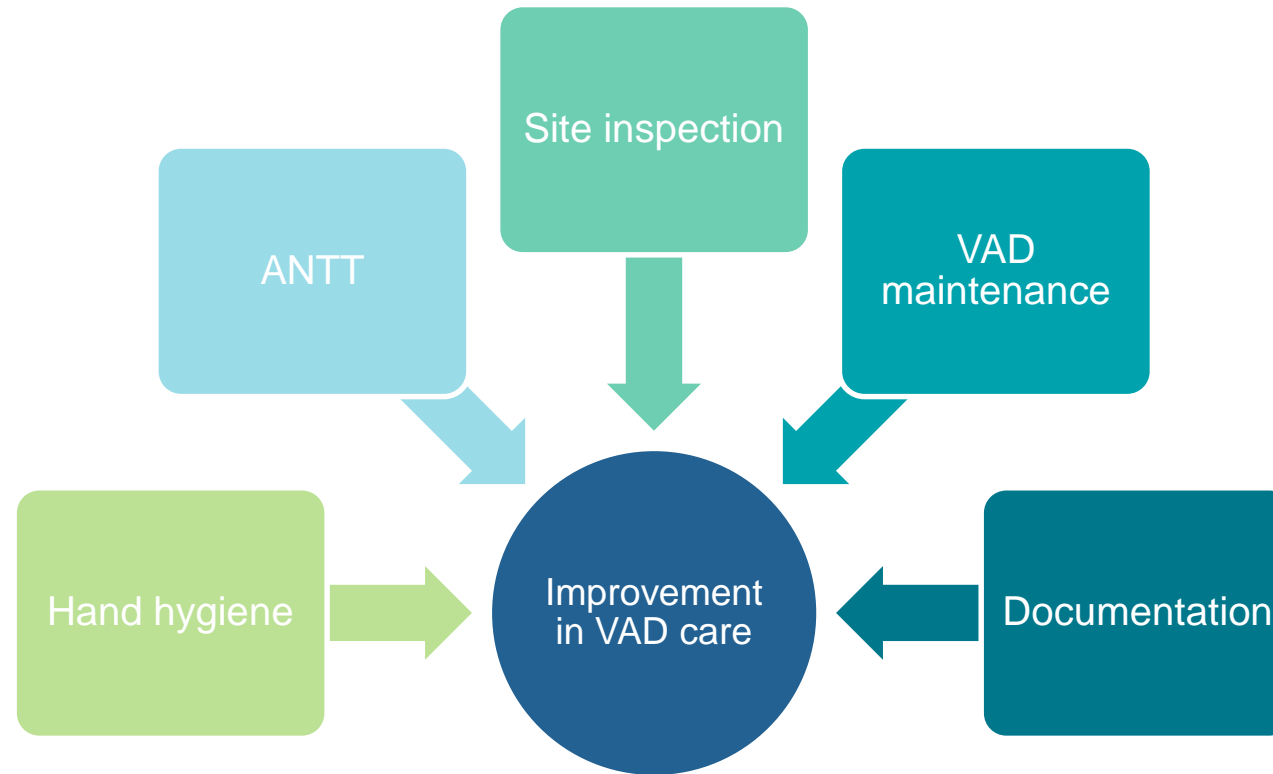 Site inspection
ANTT
VAD
maintenance
Hand hygiene
Improvement
in VAD care
Documentation